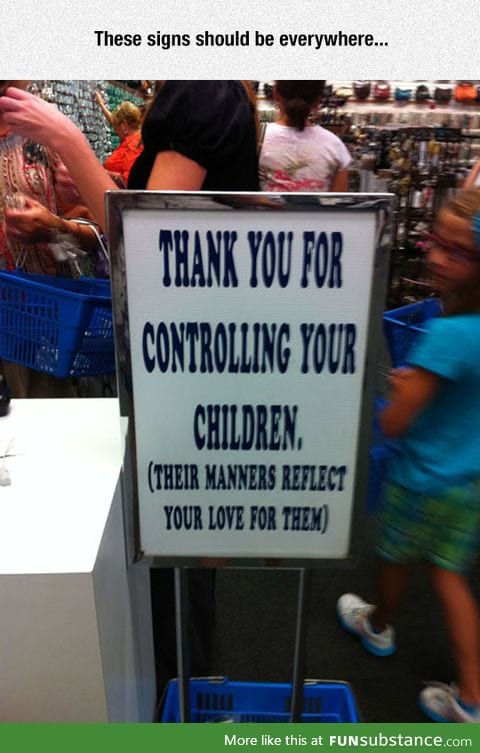 These signs should be everywhere...
THANK YOU FOR
CONTROLLING YOUR
CHILDREN.
(THEIR MANNERS REFLECT
YOUR LOVE FOR THEM)
More like this at FUNsubstance.com